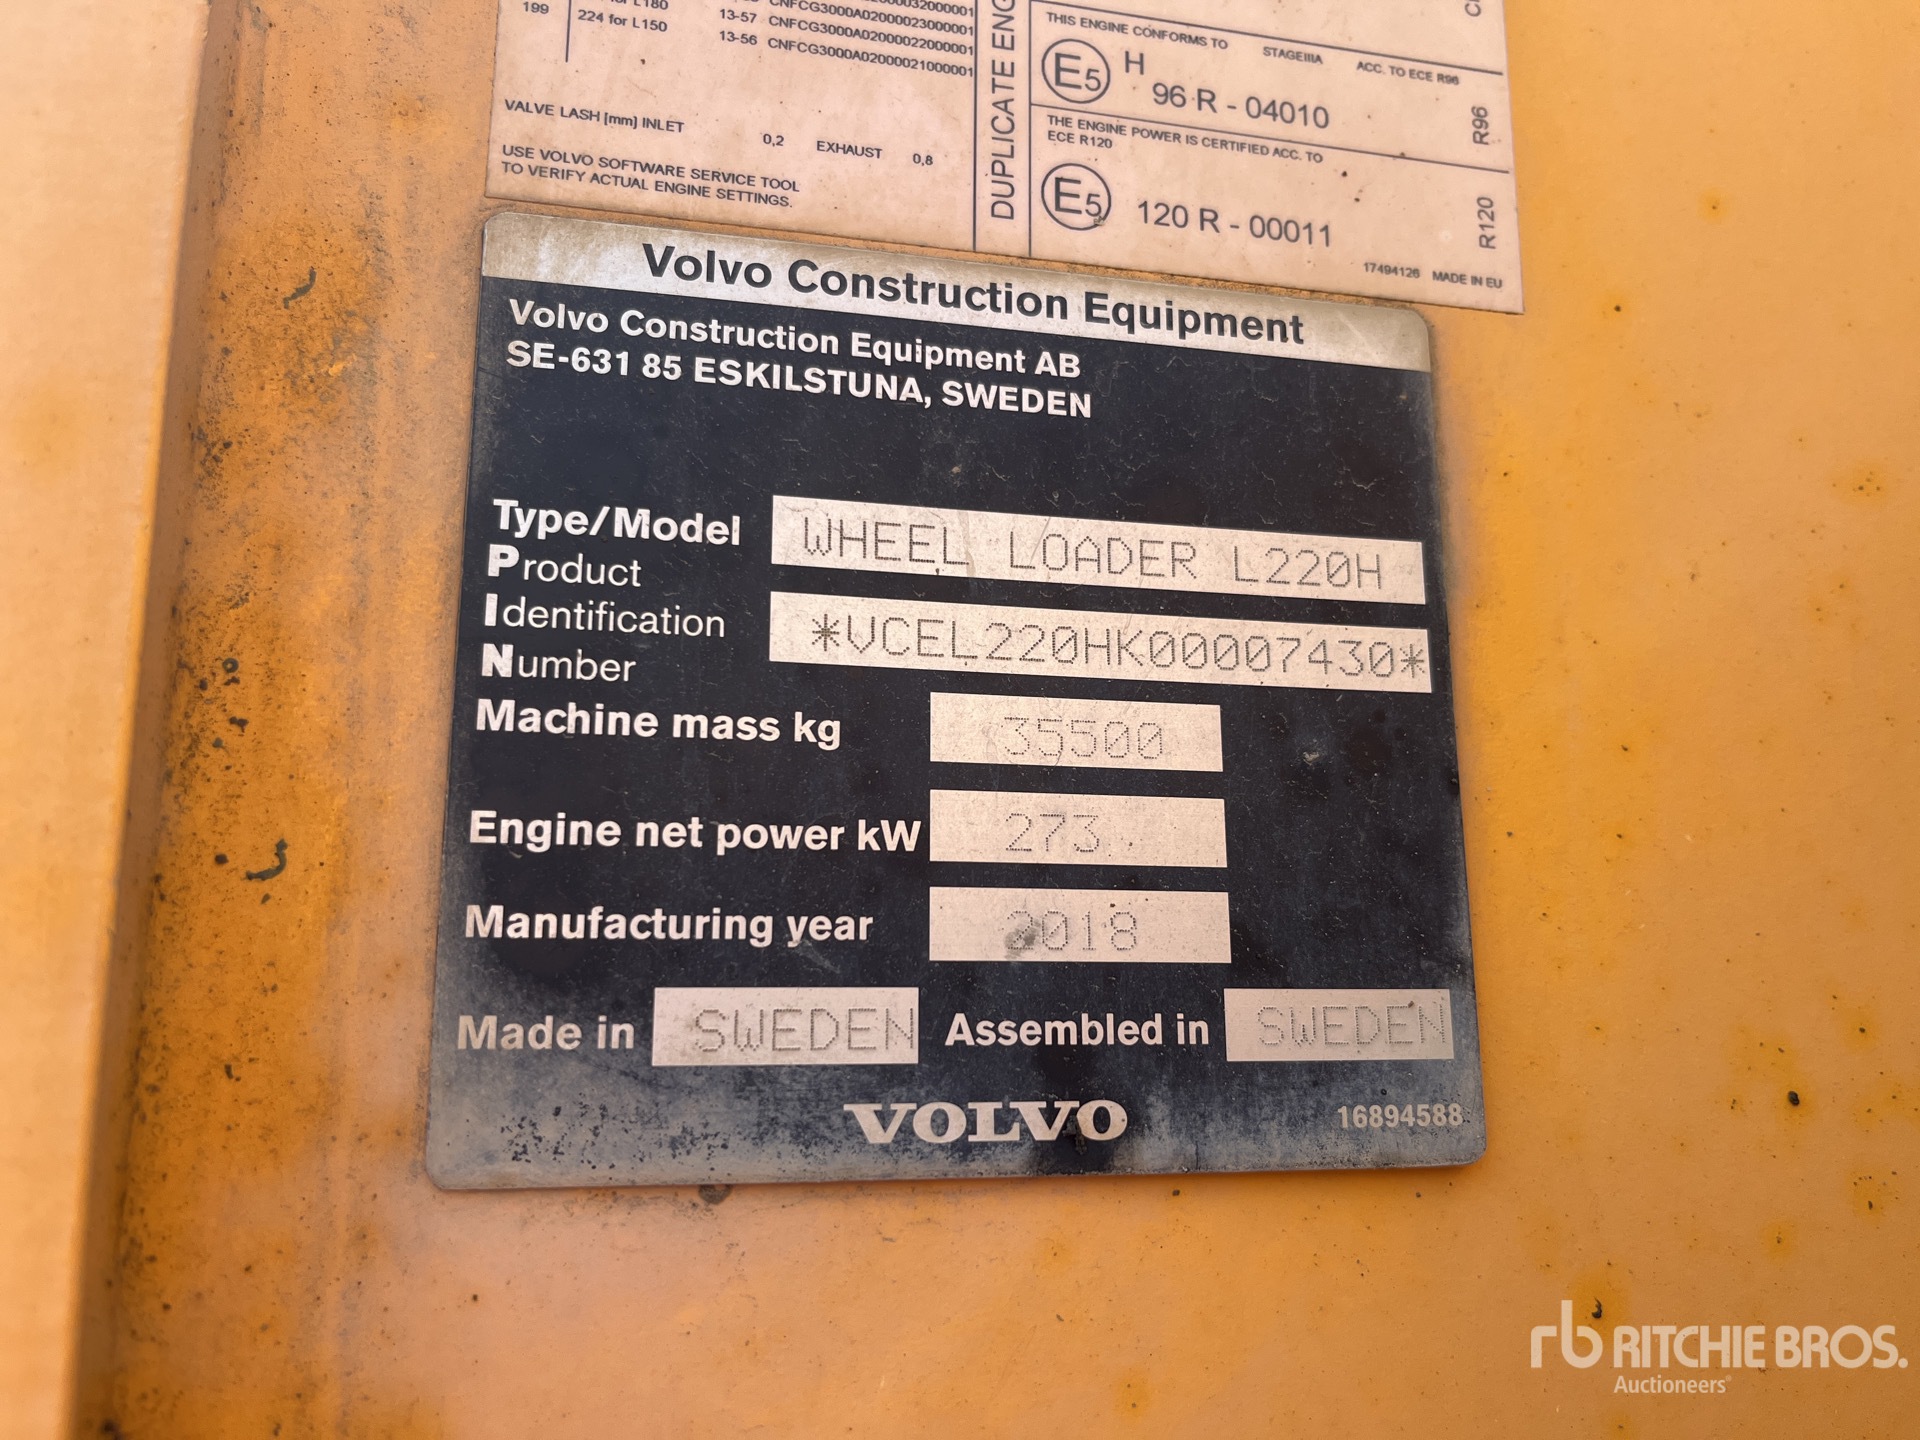 199
224 for L150
13-57 CNFCG3000A02000023000001
CNFCG3000A02000022000001
13-56 CNFCG3000A02000021000001
VALVE LASH [mm] INLET 0,2 EXHAUST 0,8
USE VOLVO SOFTWARE SERVICE TOOL
TO VERIFY ACTUAL ENGINE SETTINGS.
DUPLICATE
THIS ENGINE CONFORMS TO STAGEIIIA ACC. TO ECE R96
E5 H 96 R - 04010
R96
THE ENGINE POWER IS CERTIFIED ACC. TO
ECE R120
E5 120 R - 00011
R120
17494126 MADE IN EU
Volvo Construction Equipment
Volvo Construction Equipment AB
SE-631 85 ESKILSTUNA, SWEDEN
Type/Model WHEEL LOADER L220H
Product
Identification *VCEL220HK00007430*
Number
Machine mass kg 35500
Engine net power kW 273
Manufacturing year 2018
Made in SWEDEN Assembled in SWEDEN
VOLVO 16894588
rb RITCHIE BROS.
Auctioneers